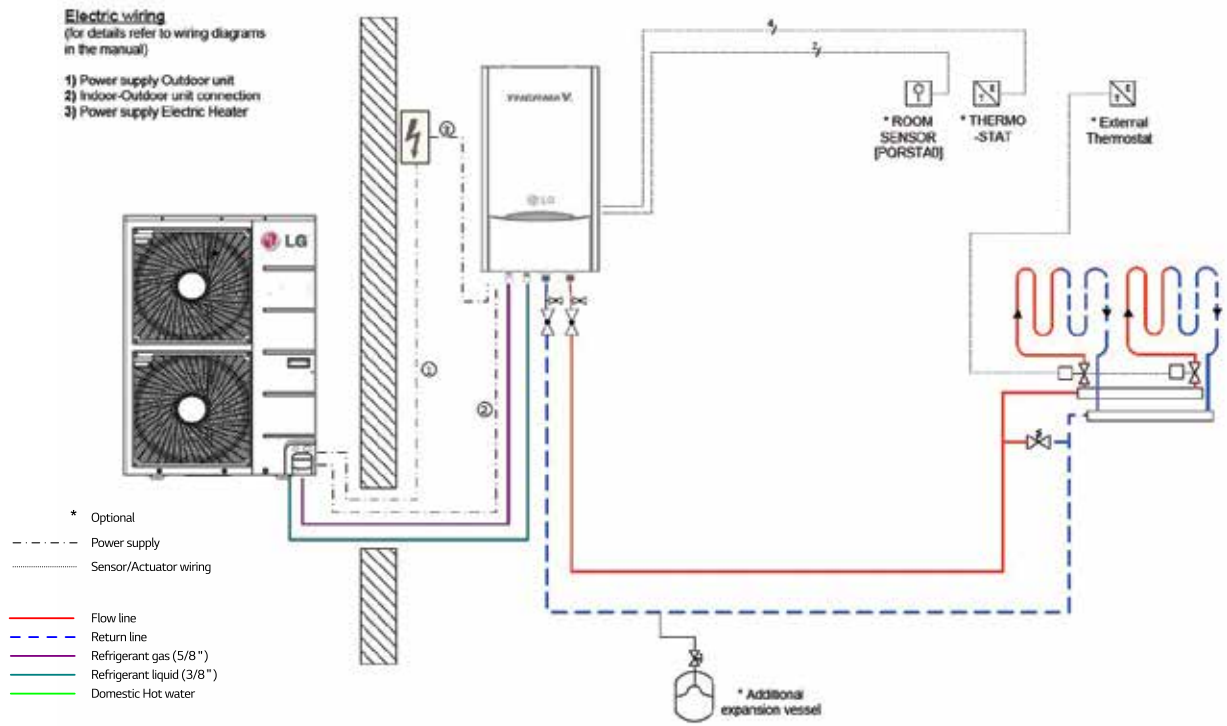 Electric wiring
(for details refer to wiring diagrams
in the manual)
1) Power supply Outdoor unit
2) Indoor-Outdoor unit connection
3) Power supply Electric Heater
4
2
THERMA V.
* ROOM
SENSOR
[PQRSTA0]
T E
* THERMO
-STAT
T E
* External
Thermostat
3
LG
LG
1
2
* Optional
Power supply
Sensor/Actuator wiring
Flow line
Return line
Refrigerant gas (5/8")
Refrigerant liquid (3/8")
Domestic Hot water
* Additional
expansion vessel